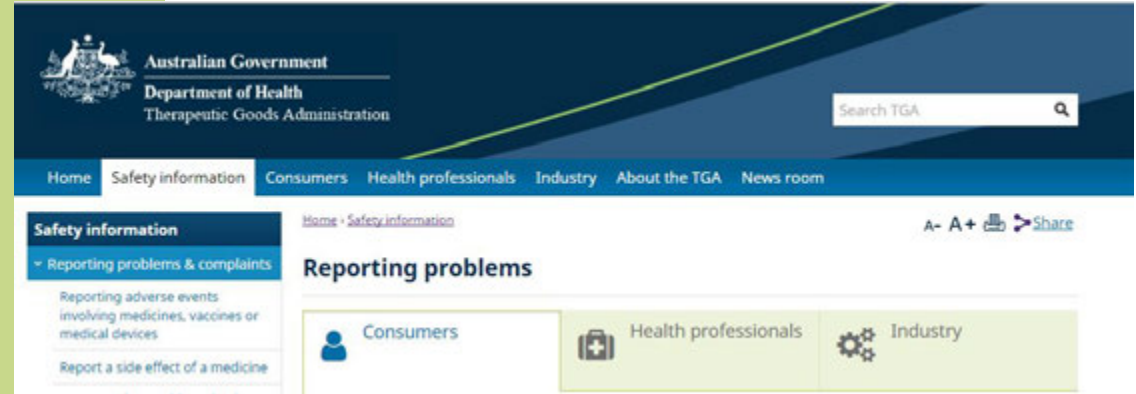 Australian Government
Department of Health
Therapeutic Goods Administration
Search TGA
Home Safety information Consumers Health professionals Industry About the TGA News room
Safety information
Reporting problems & complaints
Reporting adverse events
involving medicines, vaccines or
medical devices
Report a side effect of a medicine
Home › Safety information
A- A+ Share
Reporting problems
Consumers
Health professionals
Industry